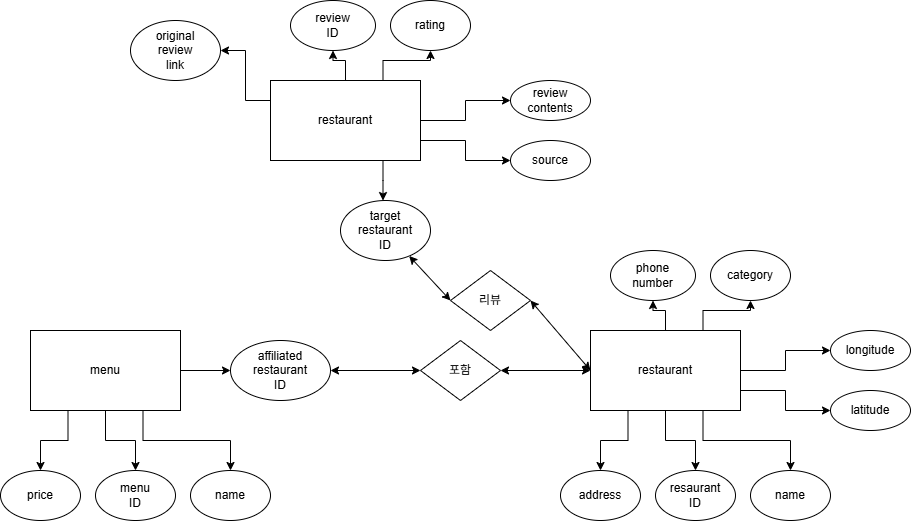 review
ID
rating
original
review
link
restaurant
review
contents
source
target
restaurant
ID
리뷰
phone
number
category
menu
affiliated
restaurant
ID
포함
restaurant
longitude
latitude
price
menu
ID
name
address
resaurant
ID
name